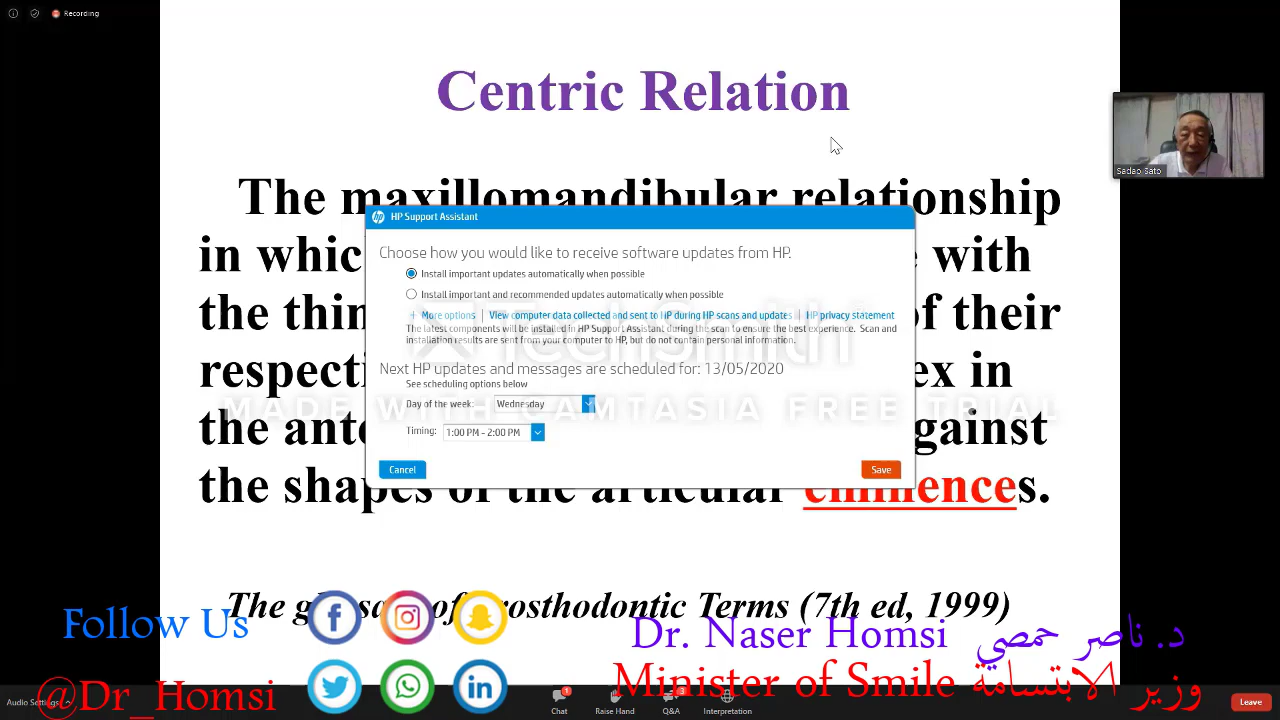 Recording
Centric Relation
The maxillomandibular relationship
in which
with
the thin
of their
in
the
against
the shapes of the articular eminences.
Sadao Sato
HP Support Assistant
Choose how you would like to receive software updates from HP.
Install important updates automatically when possible
Install important and recommended updates automatically when possible
+ More options | View computer data collected and sent to HP during HP scans and updates | HP privacy statement
The latest components will be installed in HP Support Assistant during the scan to ensure the best experience. Scan and
installation results are sent from your computer to HP, but do not contain personal information.
Next HP updates and messages are scheduled for: 13/05/2020
See scheduling options below
Day of the week: Wednesday
Timing: 1:00 PM - 2:00 PM
Cancel
Save
TechSmith
MADE WITH CAMTASIA FREE TRIAL
The of Prosthodontic Terms (7th ed, 1999)
Follow Us
@Dr_Homsi
Dr. Naser Homsi د. ناصر حمصي
Minister of Smile وزير الابتسامة
Audio Settings
Chat
1
Raise Hand
Q&A
3
Interpretation
Leave